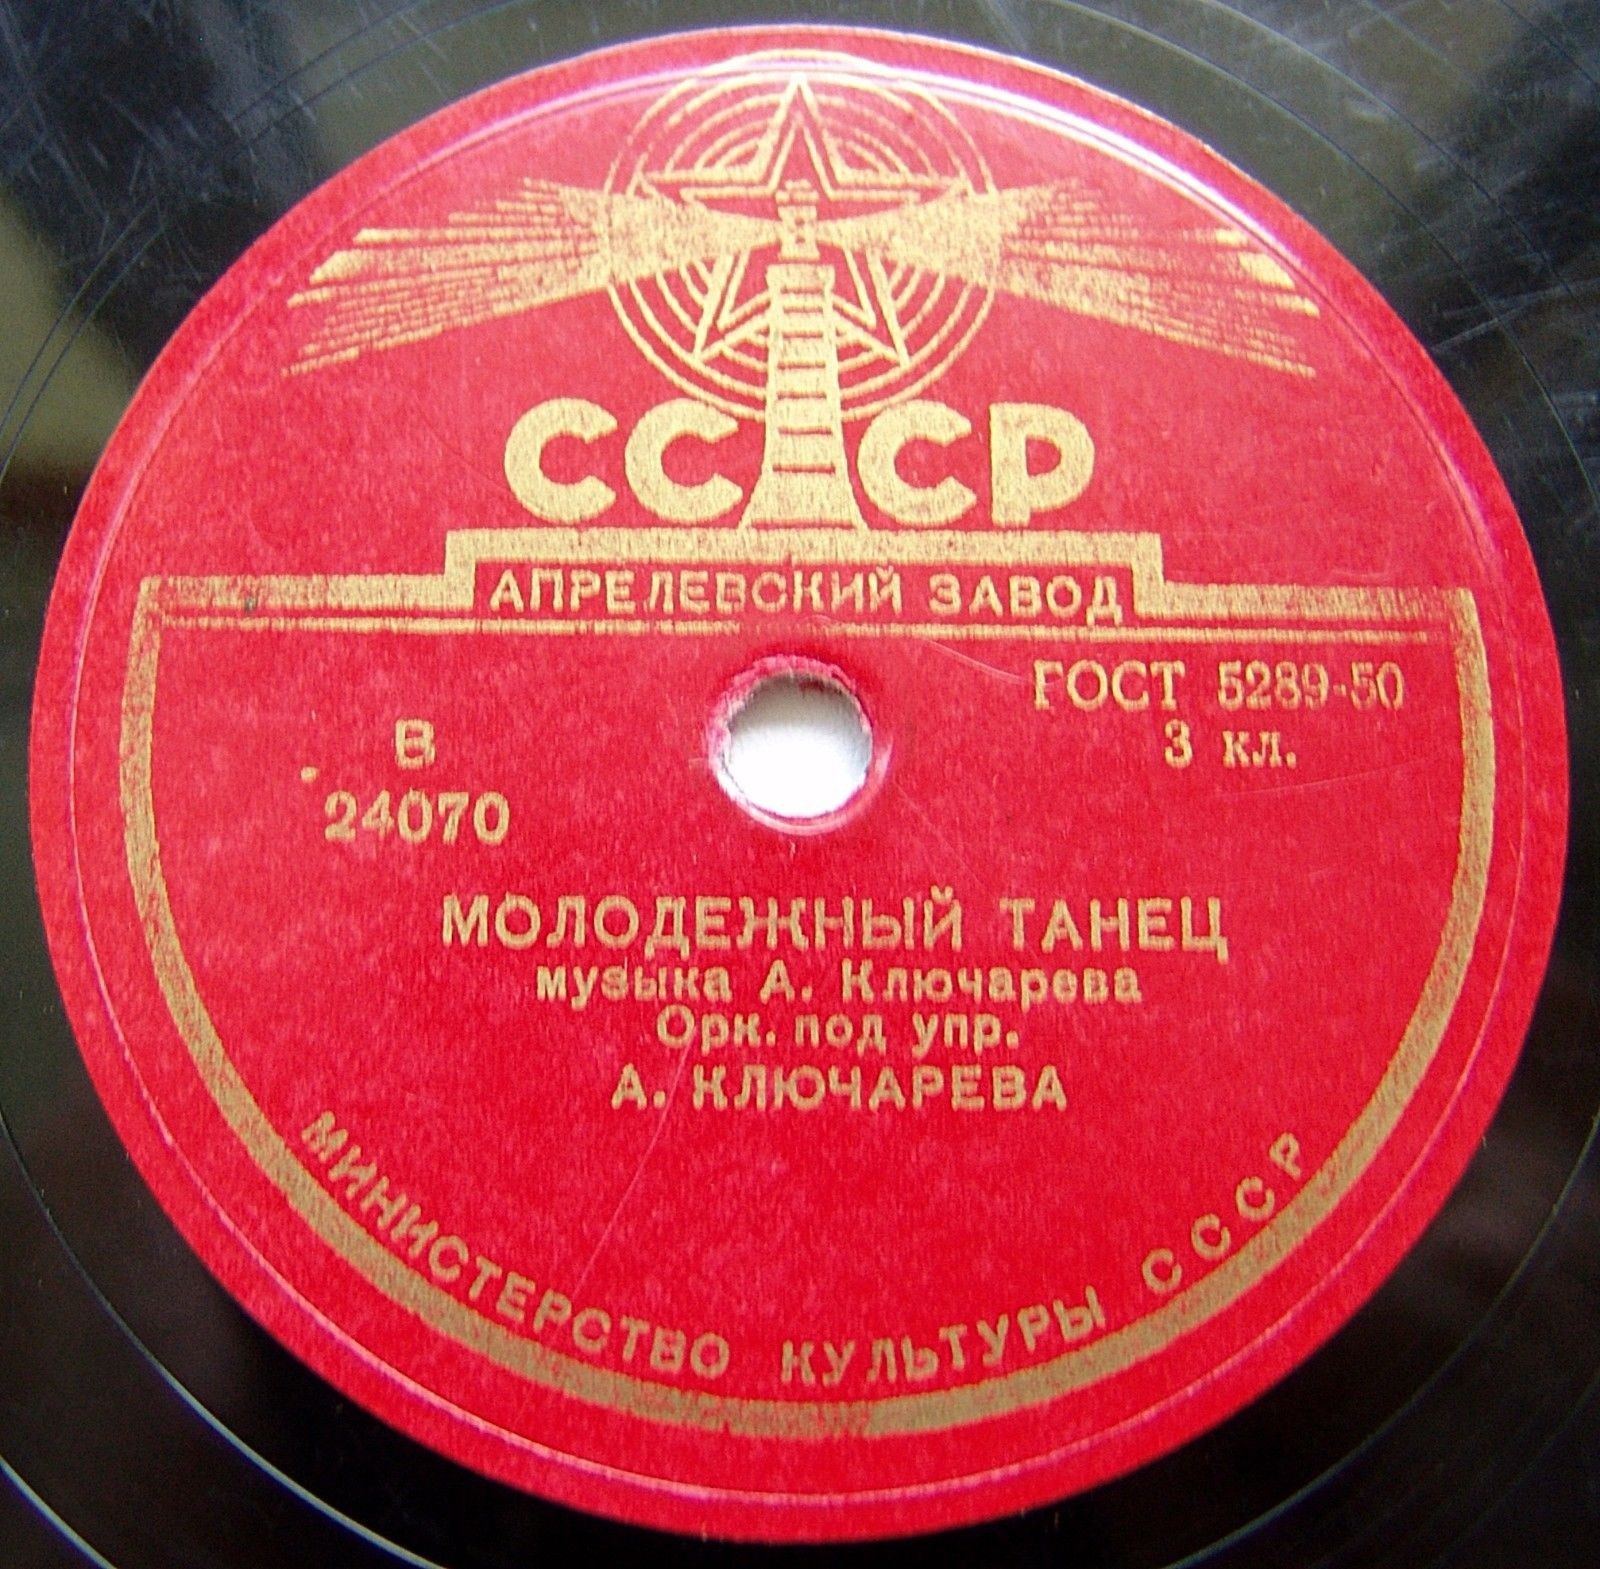 СССР
АПРЕЛЕВСКИЙ ЗАВОД
ГОСТ 5289-50
3 кл.
В
24070
МОЛОДЕЖНЫЙ ТАНЕЦ
музыка А. Ключарева
Орк. под упр.
А. КЛЮЧАРЕВА
МИНИСТЕРСТВО КУЛЬТУРЫ СССР